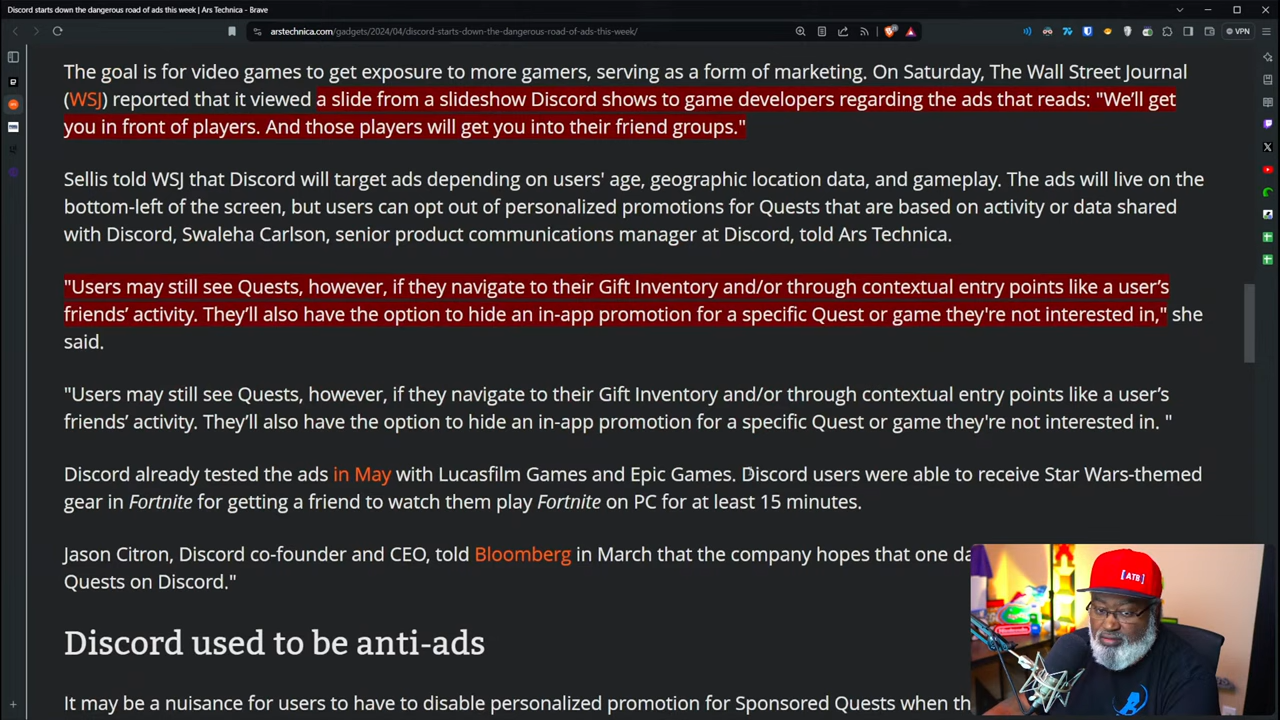 Discord starts down the dangerous road of ads this week | Ars Technica - Brave
arstechnica.com/gadgets/2024/04/discord-starts-down-the-dangerous-road-of-ads-this-week/
VPN
The goal is for video games to get exposure to more gamers, serving as a form of marketing. On Saturday, The Wall Street Journal
(WSJ) reported that it viewed a slide from a slideshow Discord shows to game developers regarding the ads that reads: "We’ll get
you in front of players. And those players will get you into their friend groups."
Sellis told WSJ that Discord will target ads depending on users' age, geographic location data, and gameplay. The ads will live on the
bottom-left of the screen, but users can opt out of personalized promotions for Quests that are based on activity or data shared
with Discord, Swaleha Carlson, senior product communications manager at Discord, told Ars Technica.
"Users may still see Quests, however, if they navigate to their Gift Inventory and/or through contextual entry points like a user’s
friends’ activity. They’ll also have the option to hide an in-app promotion for a specific Quest or game they're not interested in," she
said.
"Users may still see Quests, however, if they navigate to their Gift Inventory and/or through contextual entry points like a user’s
friends’ activity. They’ll also have the option to hide an in-app promotion for a specific Quest or game they're not interested in. "
Discord already tested the ads in May with Lucasfilm Games and Epic Games. Discord users were able to receive Star Wars-themed
gear in Fortnite for getting a friend to watch them play Fortnite on PC for at least 15 minutes.
Jason Citron, Discord co-founder and CEO, told Bloomberg in March that the company hopes that one
Quests on Discord."
[ATB]
Discord used to be anti-ads
It may be a nuisance for users to have to disable personalized promotion for Sponsored Quests when